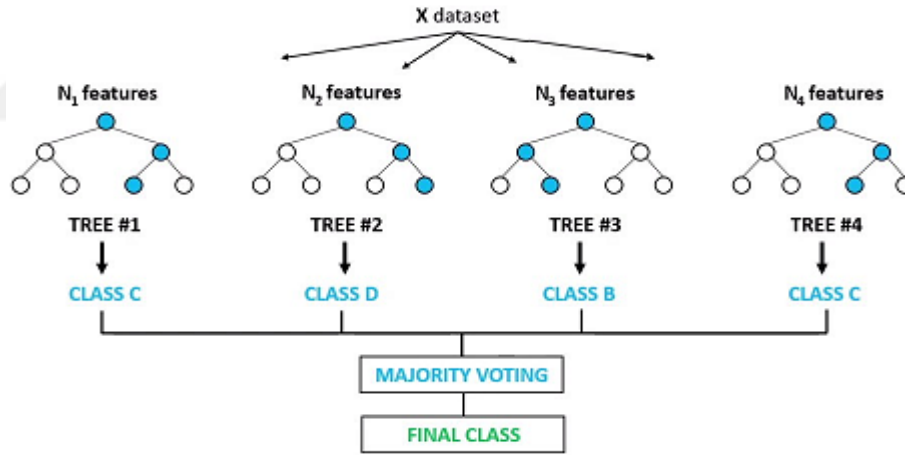 X dataset
N₁ features N₂ features N₃ features N₄ features
TREE #1 TREE #2 TREE #3 TREE #4
CLASS C CLASS D CLASS B CLASS C
MAJORITY VOTING
FINAL CLASS